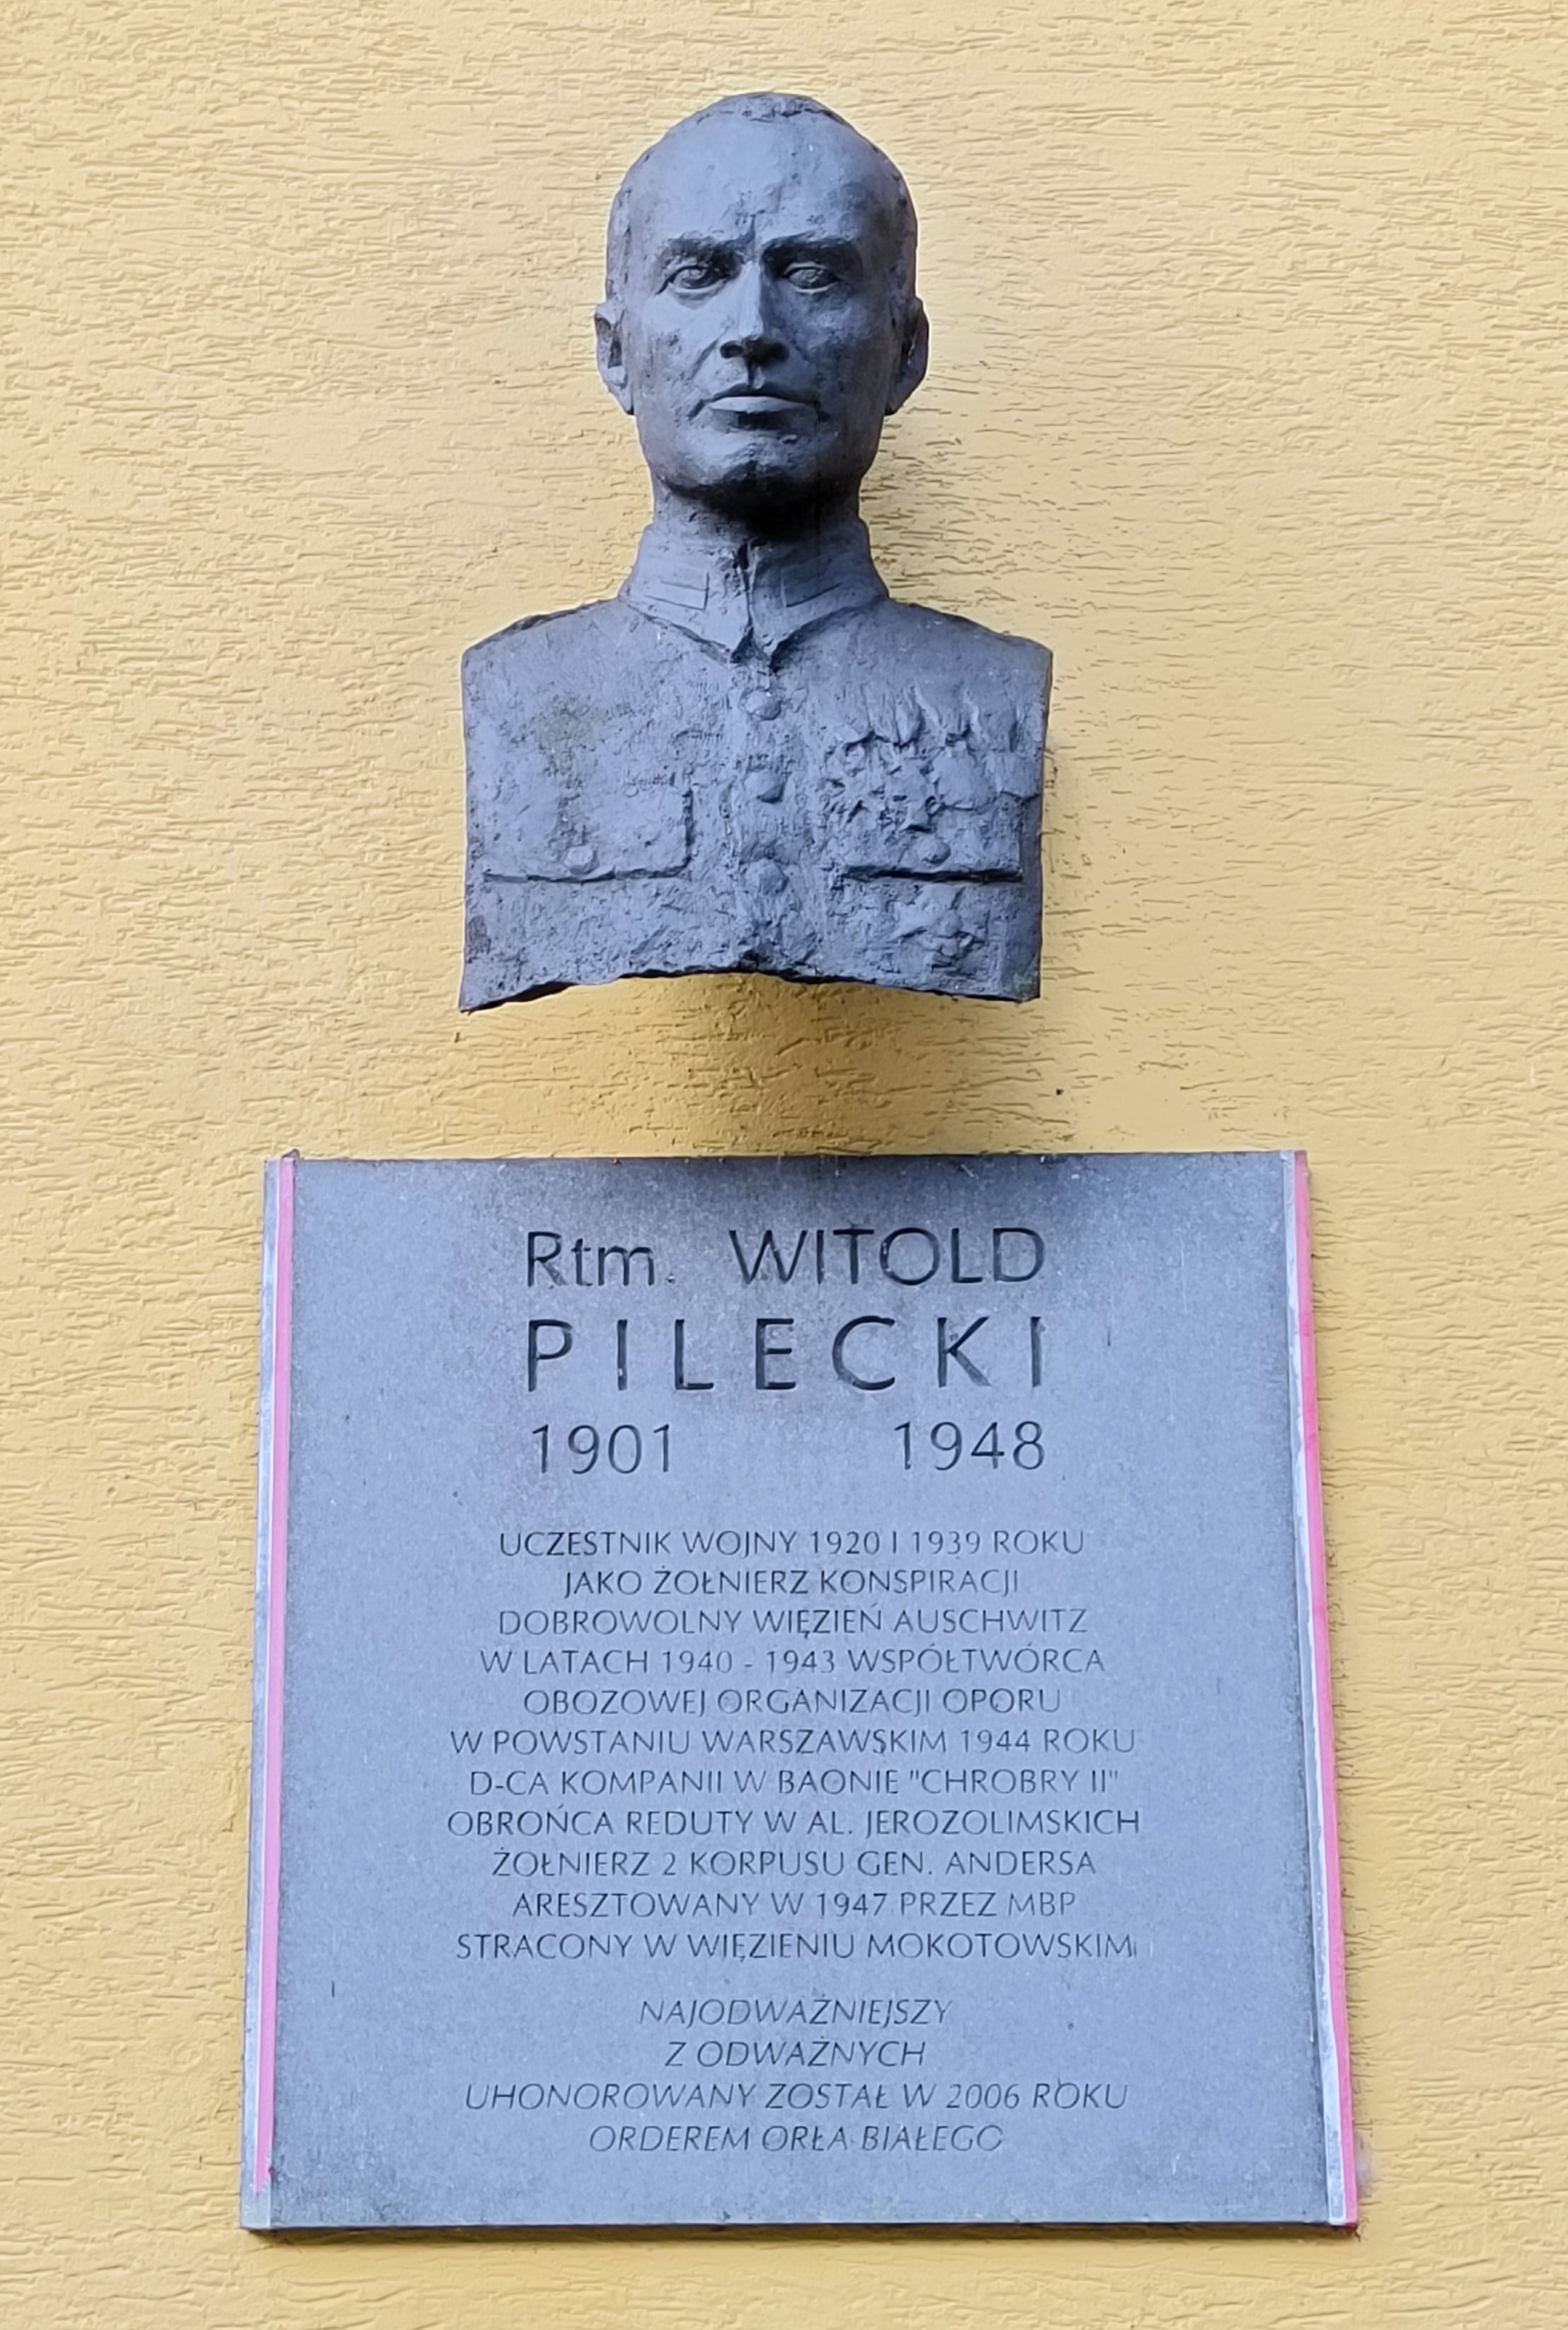 Rtm. WITOLD
PILECKI
1901 1948
UCZESTNIK WOJNY 1920 I 1939 ROKU
JAKO ŻOŁNIERZ KONSPIRACJI
DOBROWOLNY WIĘZIEŃ AUSCHWITZ
W LATACH 1940 - 1943 WSPÓŁTWÓRCA
OBOZOWEJ ORGANIZACJI OPORU
W POWSTANIU WARSZAWSKIM 1944 ROKU
D-CA KOMPANII W BAONIE "CHROBRY II"
OBROŃCA REDUTY W AL. JEROZOLIMSKICH
ŻOŁNIERZ 2 KORPUSU GEN. ANDERSA
ARESZTOWANY W 1947 PRZEZ MBP
STRACONY W WIĘZIENIU MOKOTOWSKIM
NAJODWAŻNIEJSZY
Z ODWAŻNYCH
UHONOROWANY ZOSTAŁ W 2006 ROKU
ORDEREM ORŁA BIAŁEGO